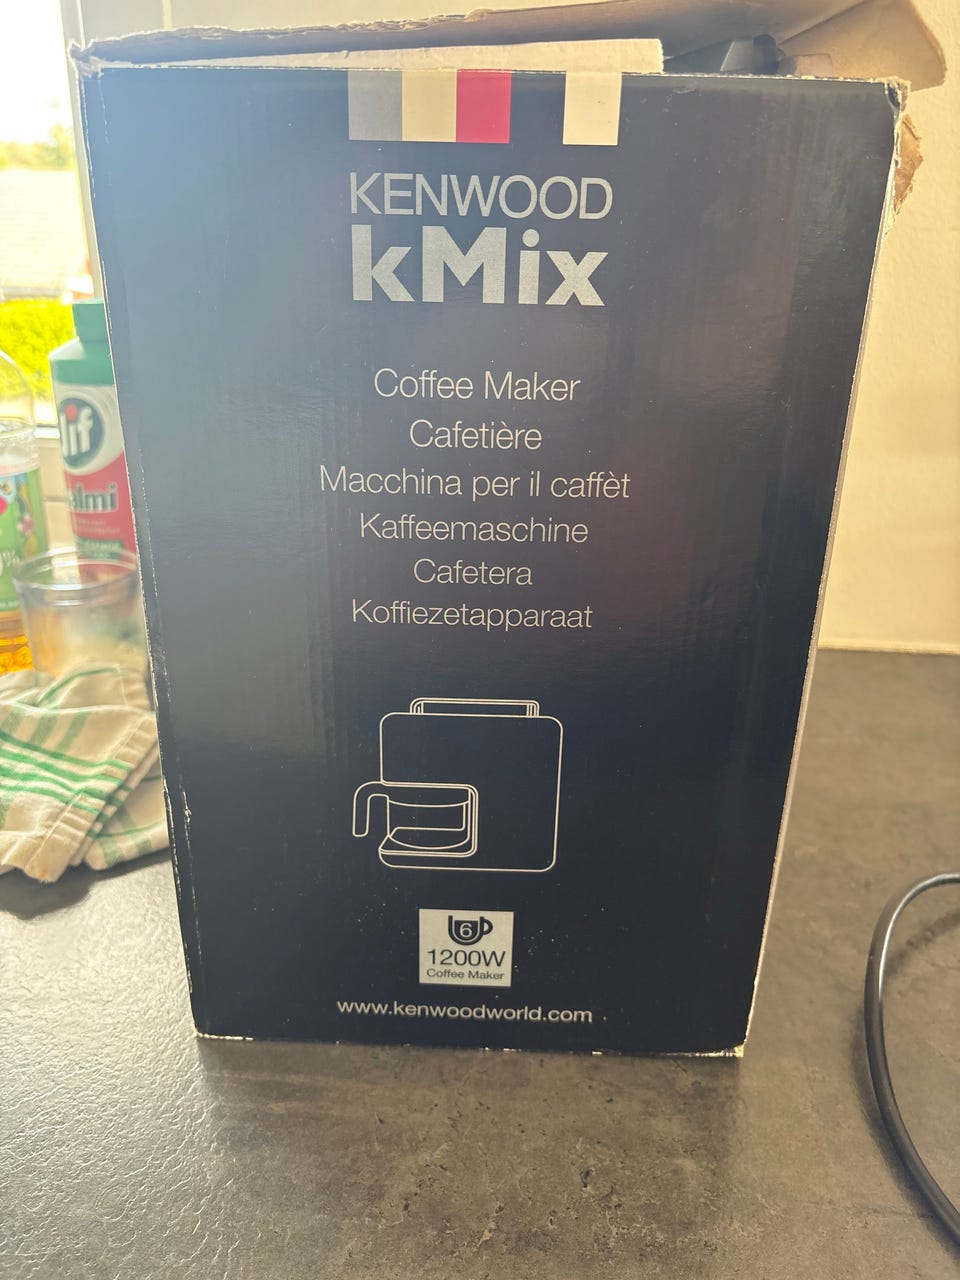 KENWOOD
kMix
Coffee Maker
Cafetière
Macchina per il caffèt
Kaffeemaschine
Cafetera
Koffiezetapparaat
6
1200W
Coffee Maker
www.kenwoodworld.com